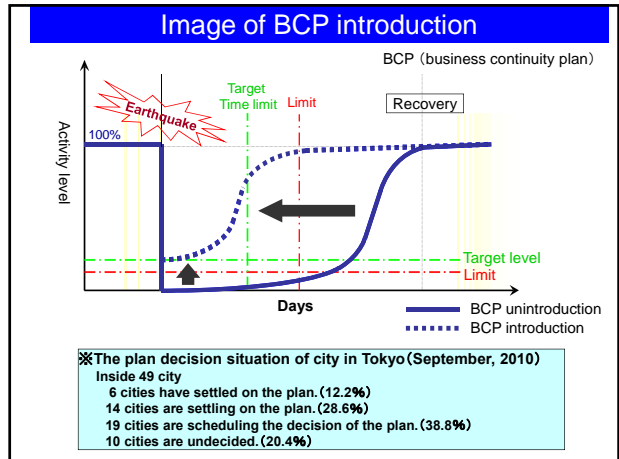 Image of BCP introduction
BCP（business continuity plan）
Target
Time limit
Limit
Recovery
Earthquake
100%
Activity level
Target level
Limit
Days
BCP unintroduction
BCP introduction
※The plan decision situation of city in Tokyo(September, 2010)
Inside 49 city
6 cities have settled on the plan.(12.2%)
14 cities are settling on the plan.(28.6%)
19 cities are scheduling the decision of the plan.(38.8%)
10 cities are undecided.(20.4%)